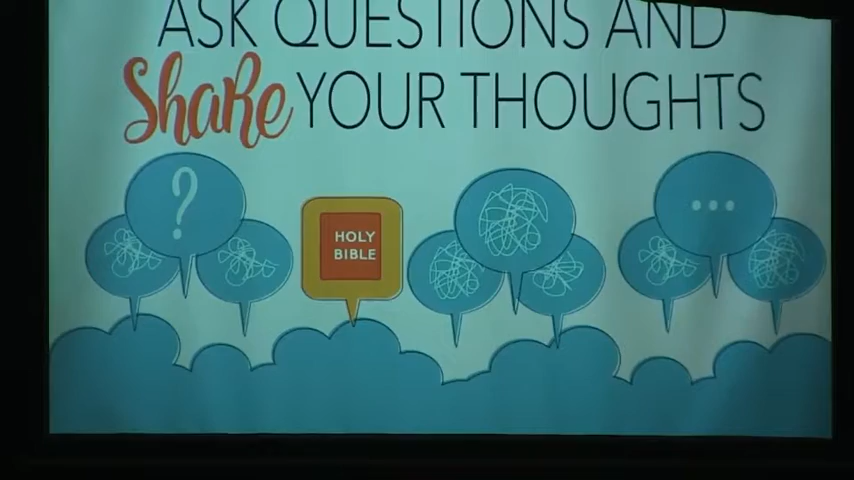 ASK QUESTIONS AND
Share YOUR THOUGHTS
?
HOLY
BIBLE
...